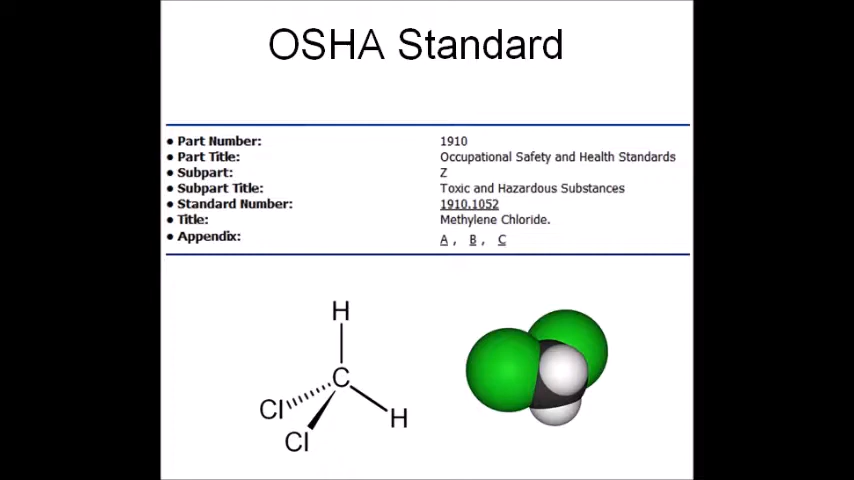 OSHA Standard
• Part Number: 1910
• Part Title: Occupational Safety and Health Standards
• Subpart: Z
• Subpart Title: Toxic and Hazardous Substances
• Standard Number: 1910.1052
• Title: Methylene Chloride.
• Appendix: A , B , C
H
C
Cl
H
Cl